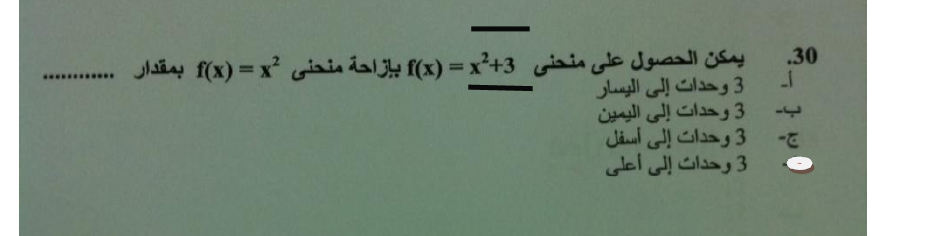 30. يمكن الحصول على منحنى f(x) = x²+3 بإزاحة منحنى f(x) = x² بمقدار ............
أ- 3 وحدات إلى اليسار
ب- 3 وحدات إلى اليمين
ج- 3 وحدات إلى أسفل
3 وحدات إلى أعلى